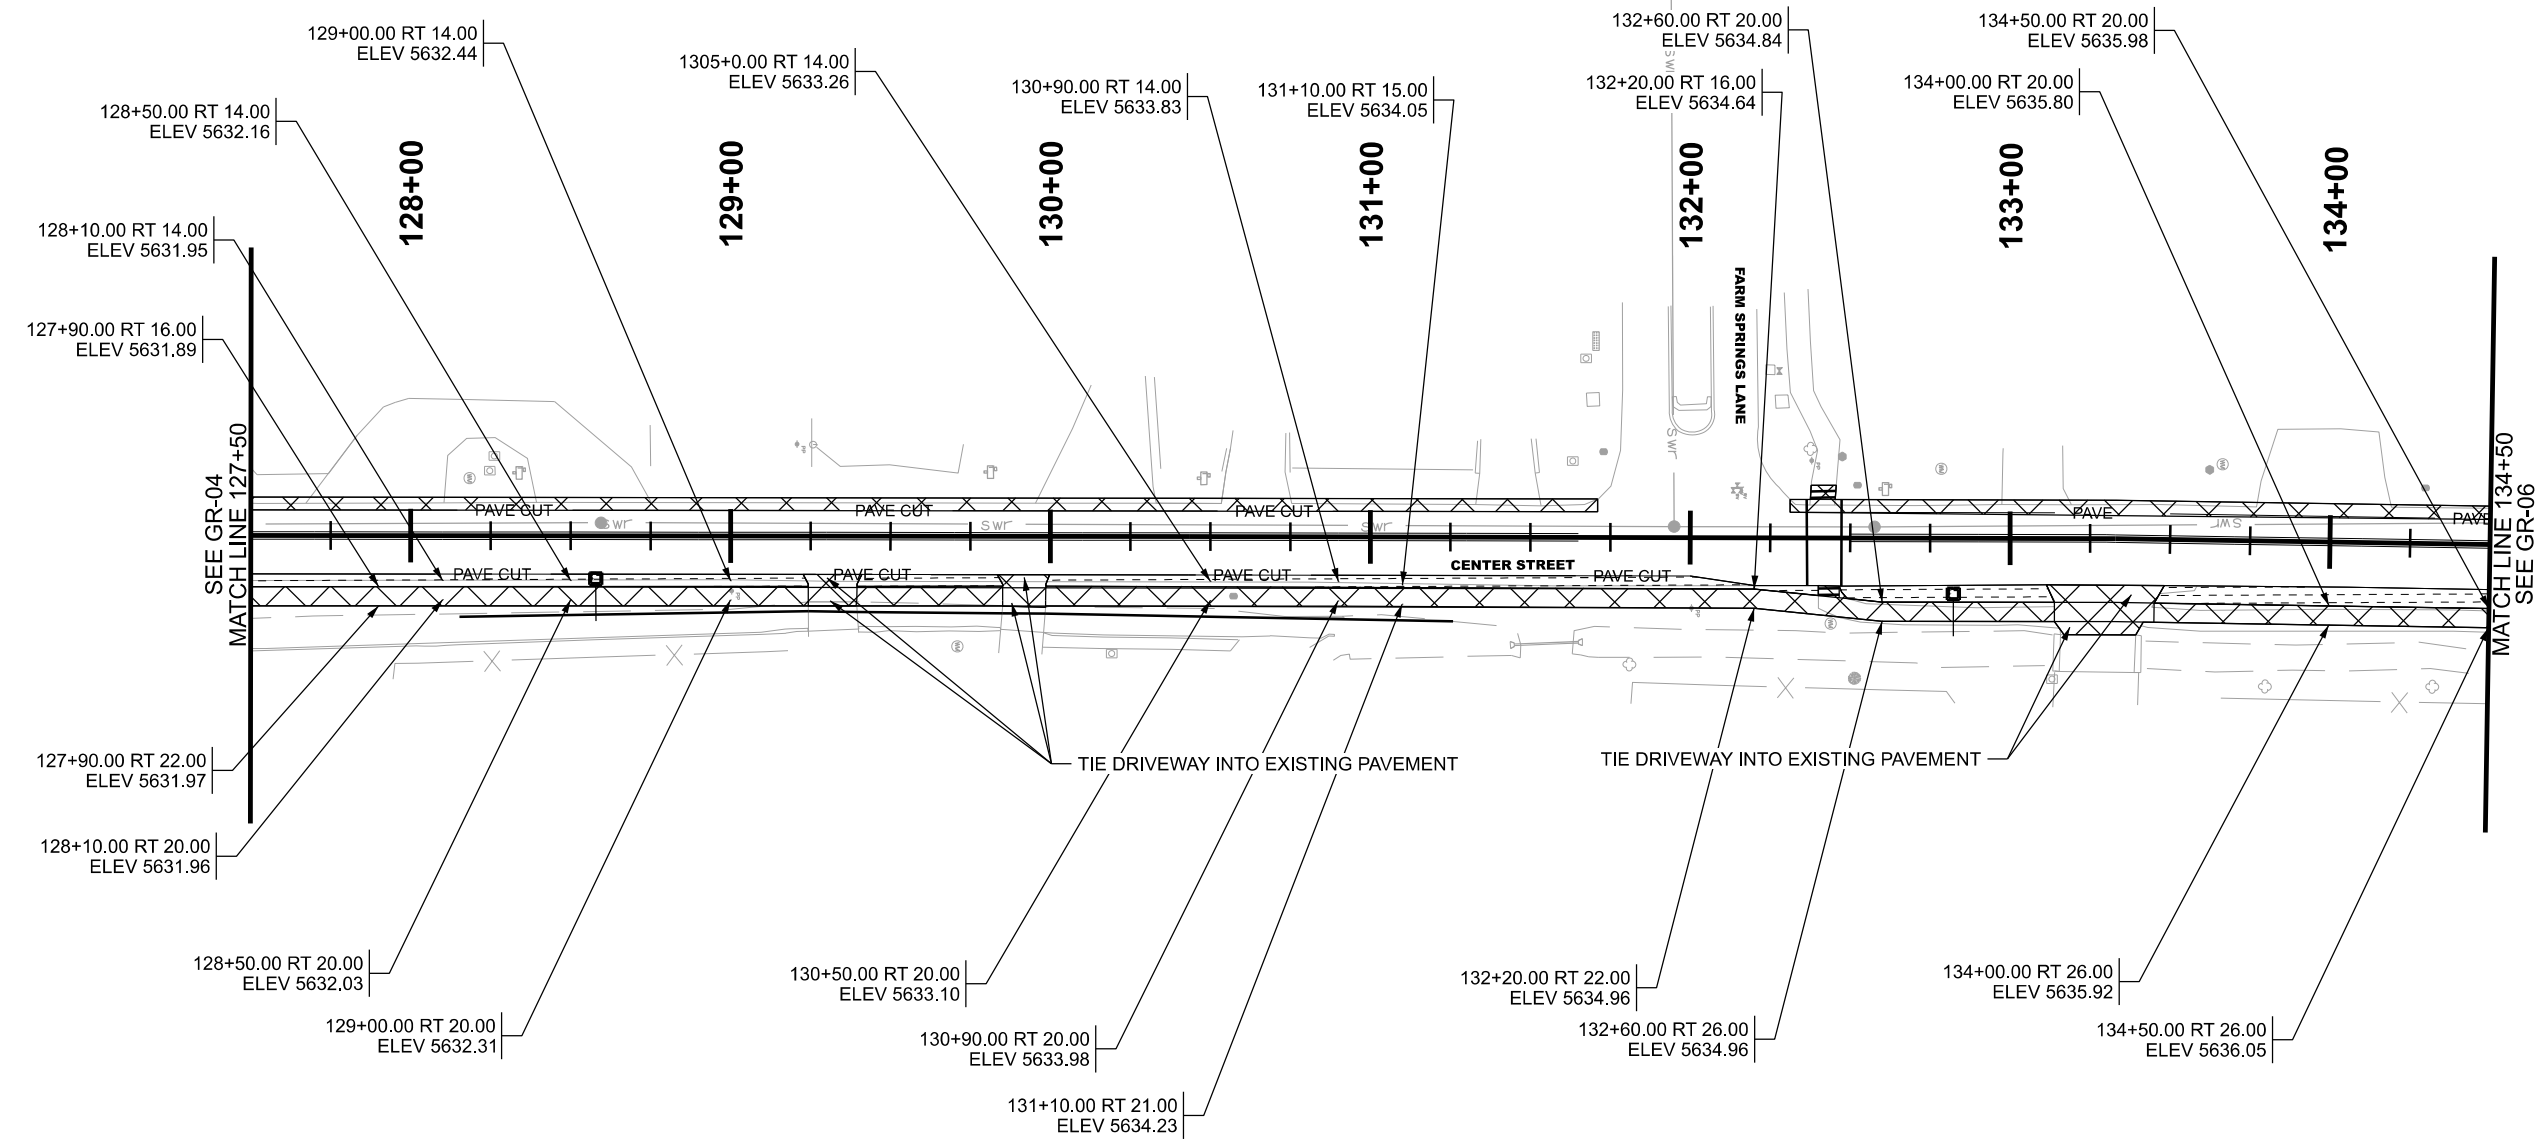 129+00.00 RT 14.00
ELEV 5632.44
1305+0.00 RT 14.00
ELEV 5633.26
132+60.00 RT 20.00
ELEV 5634.84
134+50.00 RT 20.00
ELEV 5635.98
128+50.00 RT 14.00
ELEV 5632.16
130+90.00 RT 14.00
ELEV 5633.83
131+10.00 RT 15.00
ELEV 5634.05
132+20.00 RT 16.00
ELEV 5634.64
134+00.00 RT 20.00
ELEV 5635.80
128+00
129+00
130+00
131+00
132+00
133+00
134+00
128+10.00 RT 14.00
ELEV 5631.95
127+90.00 RT 16.00
ELEV 5631.89
FARM SPRINGS LANE
swr
SEE GR-04
MATCH LINE 127+50
MATCH LINE 134+50
SEE GR-06
PAVE CUT
PAVE CUT
PAVE CUT
PAVE
PAVE
swr
swr
swr
swr
CENTER STREET
PAVE CUT
PAVE CUT
PAVE CUT
PAVE CUT
127+90.00 RT 22.00
ELEV 5631.97
TIE DRIVEWAY INTO EXISTING PAVEMENT
TIE DRIVEWAY INTO EXISTING PAVEMENT
128+10.00 RT 20.00
ELEV 5631.96
128+50.00 RT 20.00
ELEV 5632.03
130+50.00 RT 20.00
ELEV 5633.10
132+20.00 RT 22.00
ELEV 5634.96
134+00.00 RT 26.00
ELEV 5635.92
129+00.00 RT 20.00
ELEV 5632.31
130+90.00 RT 20.00
ELEV 5633.98
132+60.00 RT 26.00
ELEV 5634.96
134+50.00 RT 26.00
ELEV 5636.05
131+10.00 RT 21.00
ELEV 5634.23